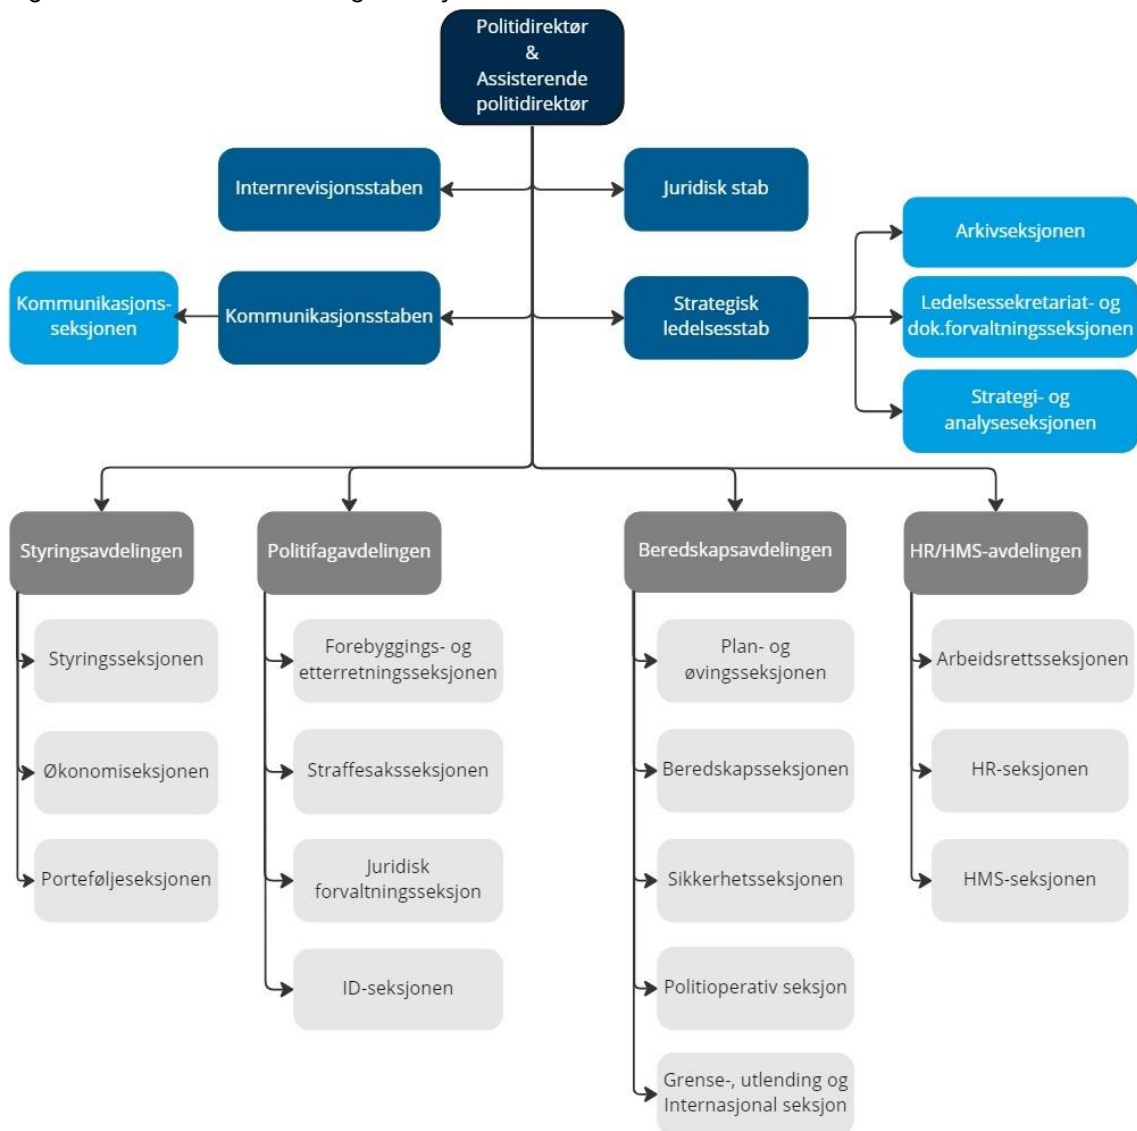 Politidirektør
&
Assisterende
politidirektør
Internrevisjonsstaben
Juridisk stab
Arkivseksjonen
Kommunikasjons-
seksjonen
Kommunikasjonsstaben
Strategisk
ledelsesstab
Ledelsessekretariat- og
dok.forvaltningsseksjonen
Strategi- og
analyseseksjonen
Styringsavdelingen
Styringsseksjonen
Økonomiseksjonen
Porteføljeseksjonen
Politifagavdelingen
Forebyggings- og
etterretningsseksjonen
Straffesaksseksjonen
Juridisk
forvaltningsseksjon
ID-seksjonen
Beredskapsavdelingen
Plan- og
øvingsseksjonen
Beredskapsseksjonen
Sikkerhetsseksjonen
Politioperativ seksjon
Grense-, utlending og
Internasjonal seksjon
HR/HMS-avdelingen
Arbeidsrettsseksjonen
HR-seksjonen
HMS-seksjonen